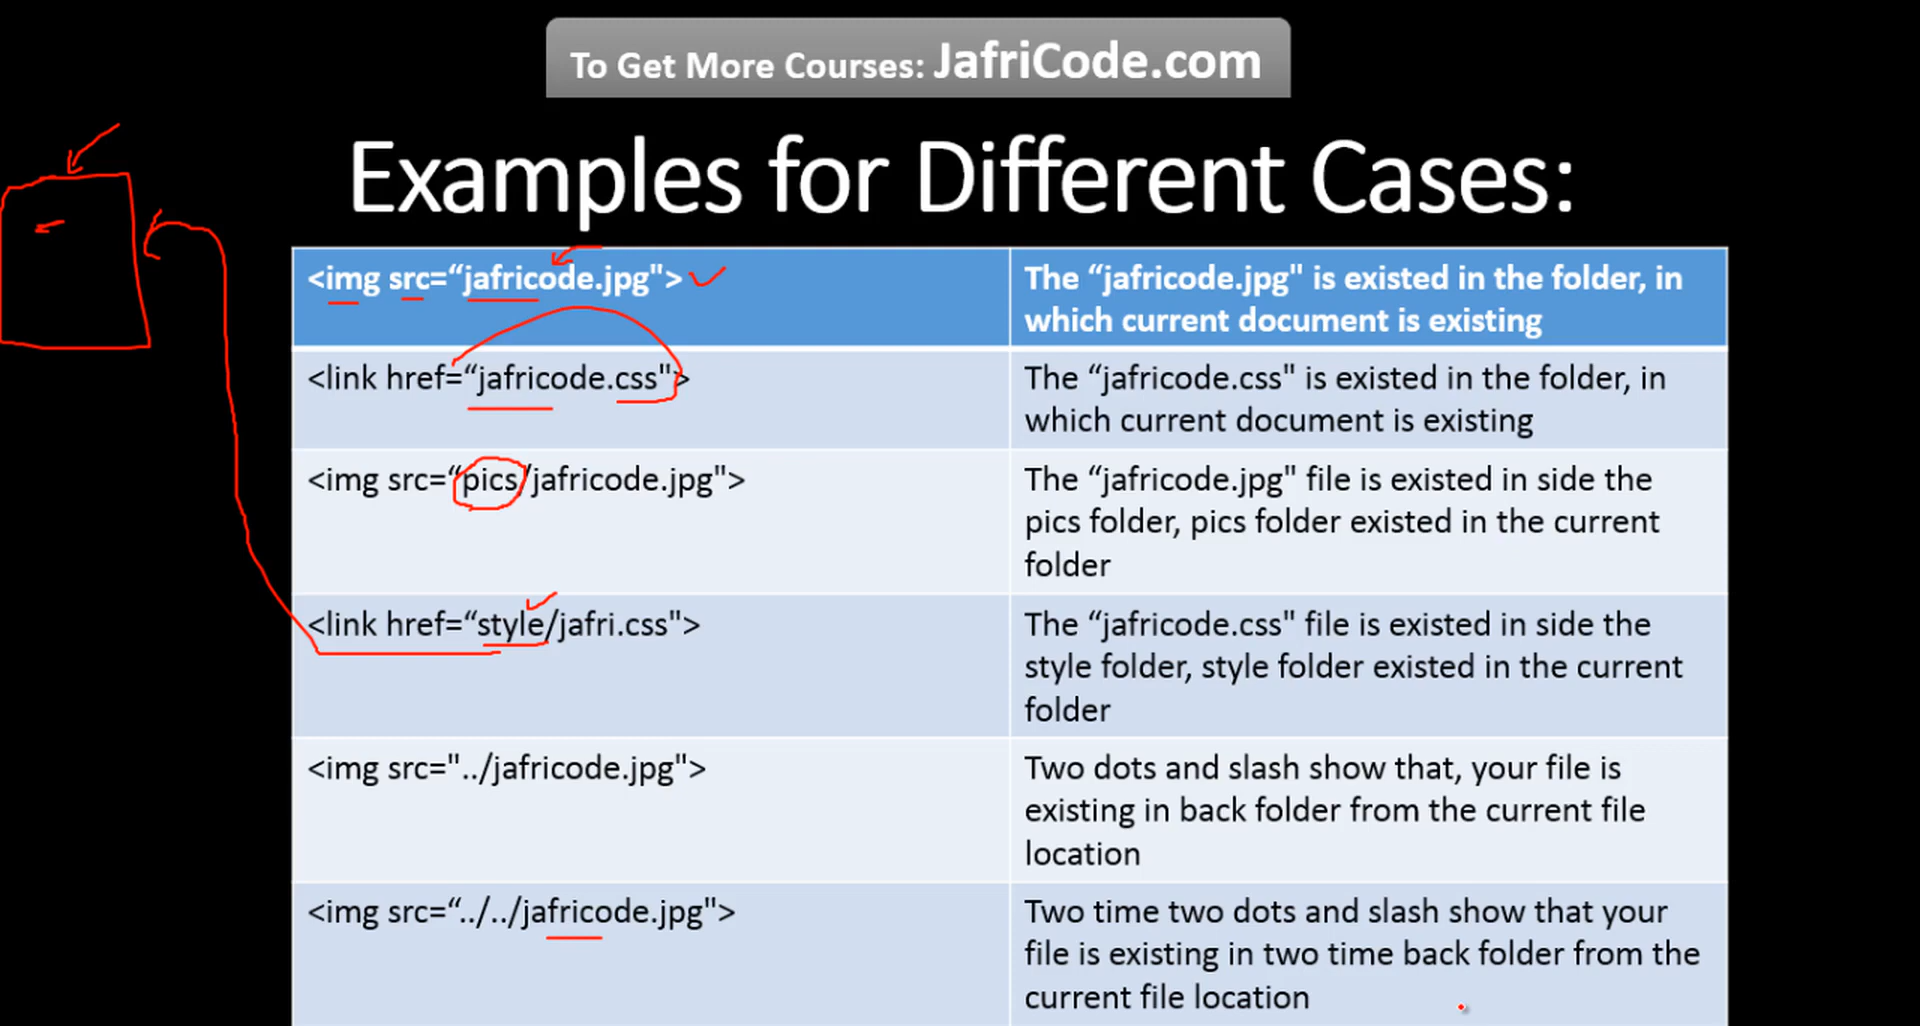 To Get More Courses: JafriCode.com
Examples for Different Cases:
<img src=“jafricode.jpg">
The “jafricode.jpg" is existed in the folder, in
which current document is existing
<link href=“jafricode.css">
The “jafricode.css" is existed in the folder, in
which current document is existing
<img src=“pics/jafricode.jpg">
The “jafricode.jpg" file is existed in side the
pics folder, pics folder existed in the current
folder
<link href=“style/jafri.css">
The “jafricode.css" file is existed in side the
style folder, style folder existed in the current
folder
<img src="../jafricode.jpg">
Two dots and slash show that, your file is
existing in back folder from the current file
location
<img src=“../../jafricode.jpg">
Two time two dots and slash show that your
file is existing in two time back folder from the
current file location